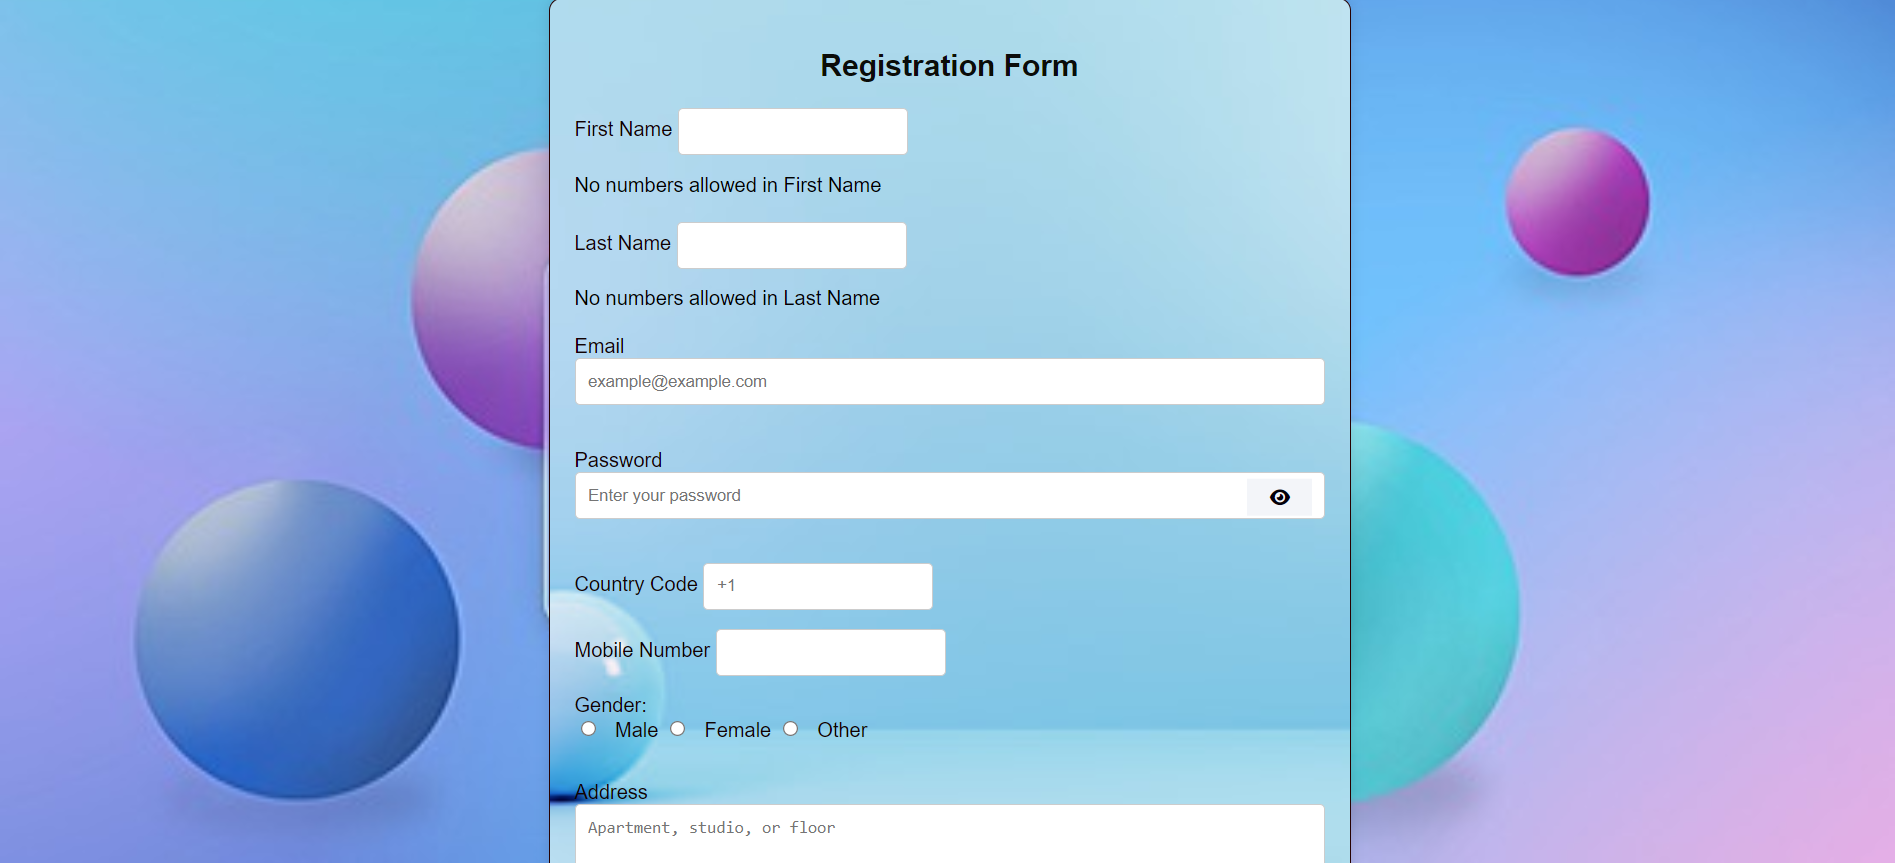 Registration Form
First Name
No numbers allowed in First Name
Last Name
No numbers allowed in Last Name
Email
example@example.com
Password
Enter your password
Country Code +1
Mobile Number
Gender:
Male Female Other
Address
Apartment, studio, or floor